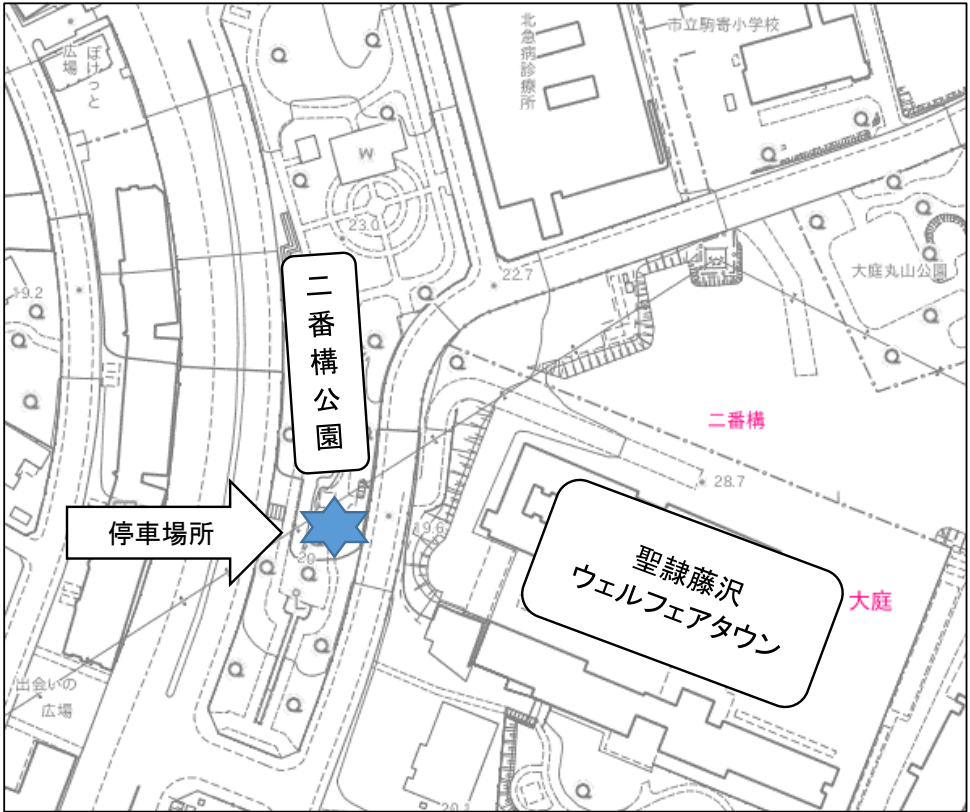 ぽけっと
広場
北急病診療所
市立駒寄小学校
W
23.0
22.7
大庭丸山公園
19.2
二番構公園
二番構
28.7
停車場所
19.6
20
聖隷藤沢
ウェルフェアタウン
大庭
出会いの
広場
20.1